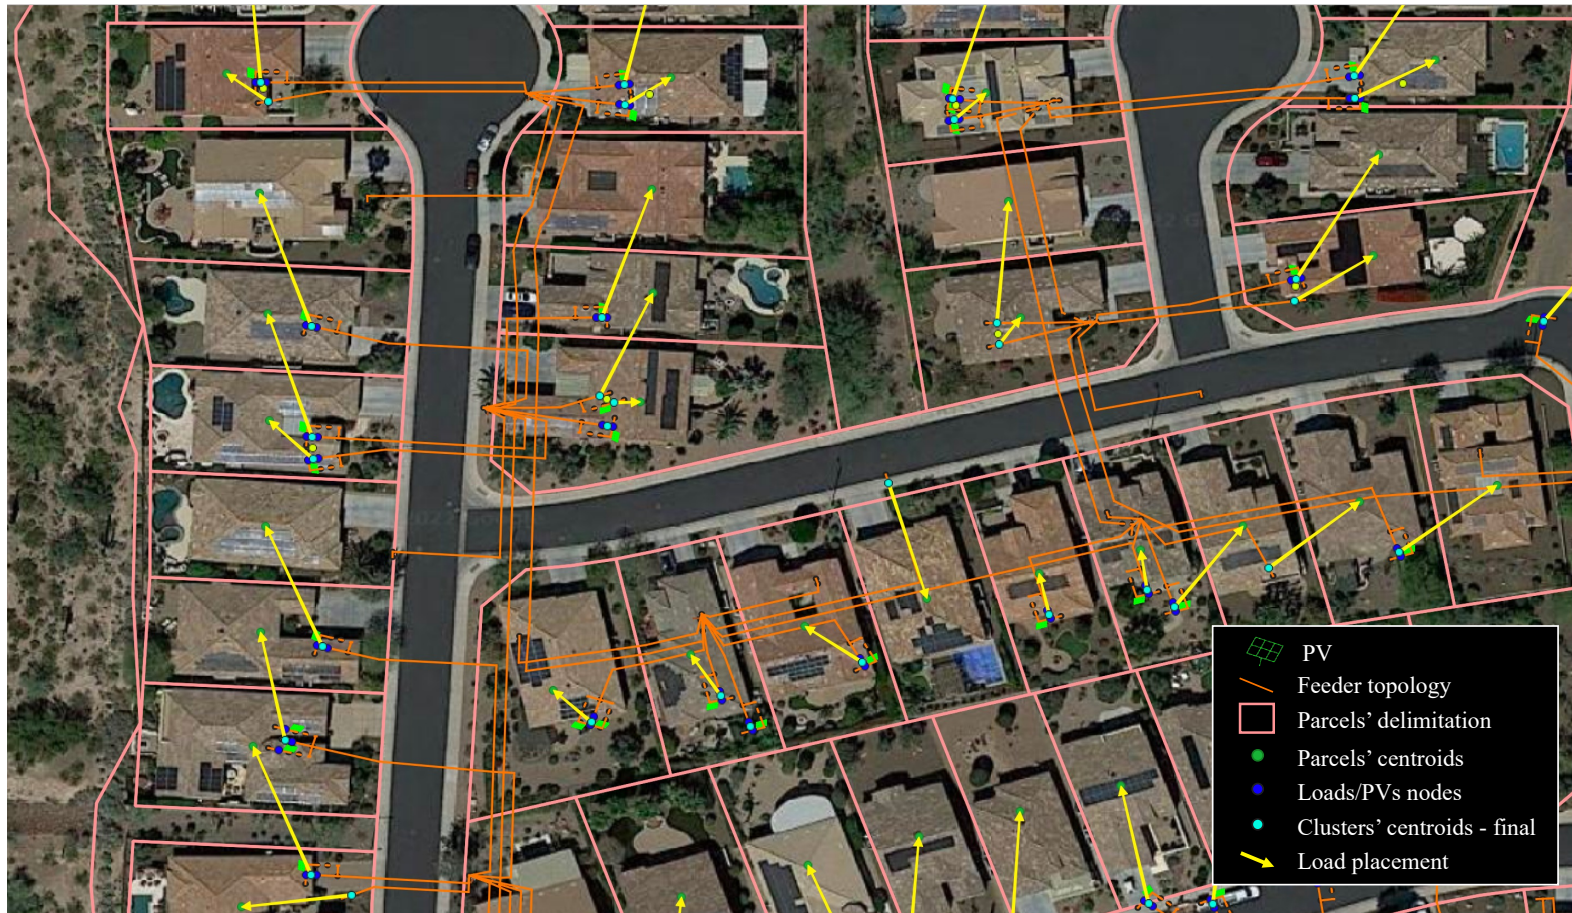 PV
Feeder topology
Parcels’ delimitation
Parcels’ centroids
Loads/PVs nodes
Clusters’ centroids - final
Load placement